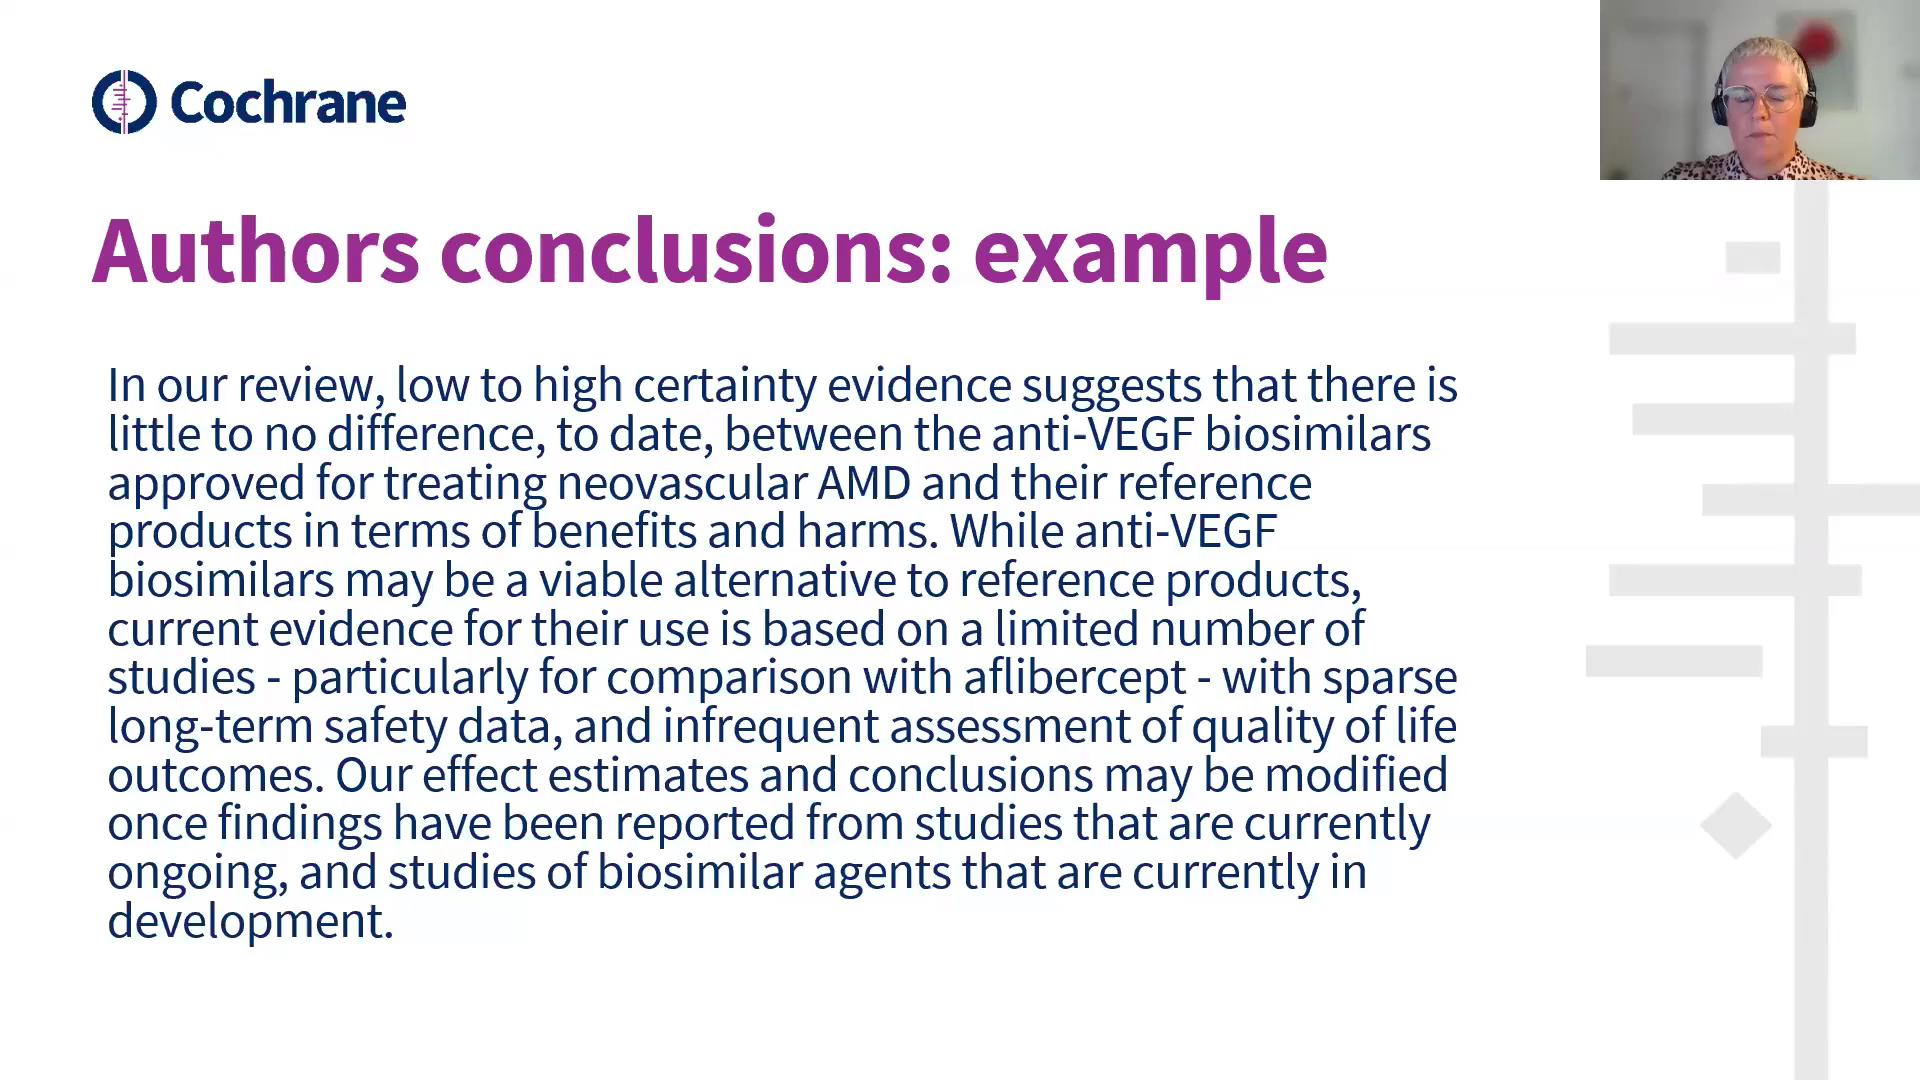 Cochrane
Authors conclusions: example
In our review, low to high certainty evidence suggests that there is
little to no difference, to date, between the anti-VEGF biosimilars
approved for treating neovascular AMD and their reference
products in terms of benefits and harms. While anti-VEGF
biosimilars may be a viable alternative to reference products,
current evidence for their use is based on a limited number of
studies - particularly for comparison with aflibercept - with sparse
long-term safety data, and infrequent assessment of quality of life
outcomes. Our effect estimates and conclusions may be modified
once findings have been reported from studies that are currently
ongoing, and studies of biosimilar agents that are currently in
development.